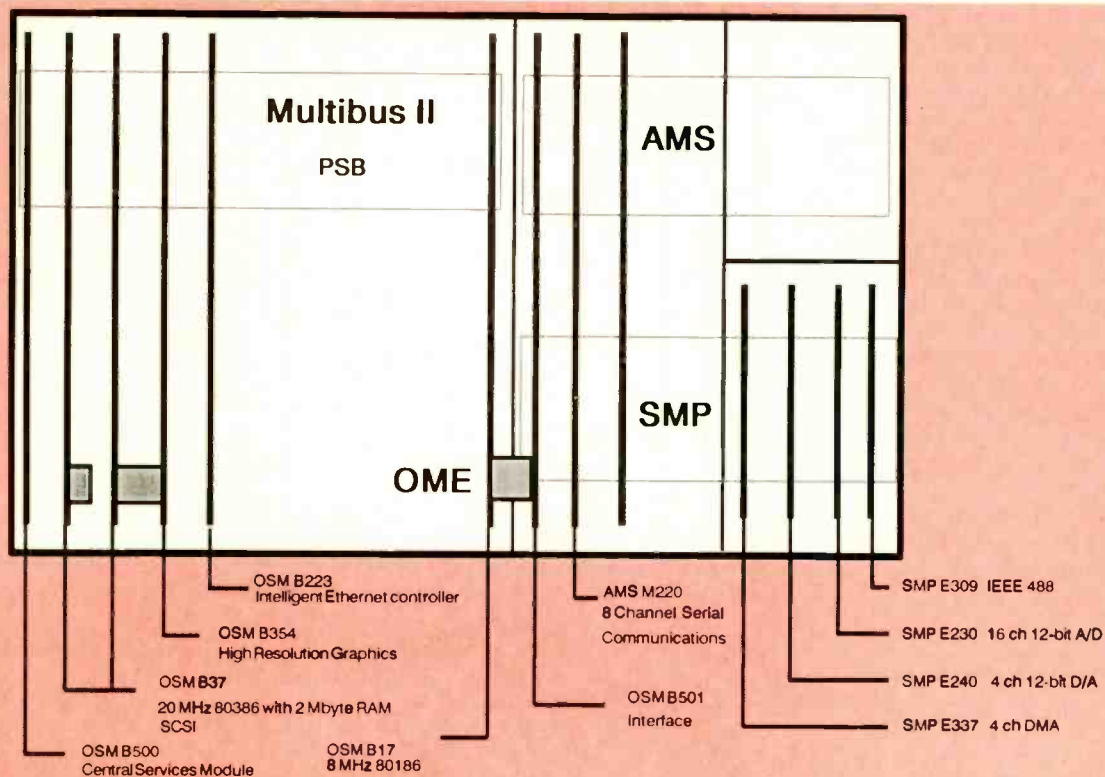 Multibus II
PSB
AMS
SMP
OME
OSM B223
Intelligent Ethernet controller
OSM B354
High Resolution Graphics
OSM B37
20 MHz 80386 with 2 Mbyte RAM
SCSI
OSM B500
Central Services Module
OSM B17
8 MHz 80186
AMS M220
8 Channel Serial
Communications
OSM B501
Interface
SMP E309 IEEE 488
SMP E230 16 ch 12-bit A/D
SMP E240 4 ch 12-bit D/A
SMP E337 4 ch DMA